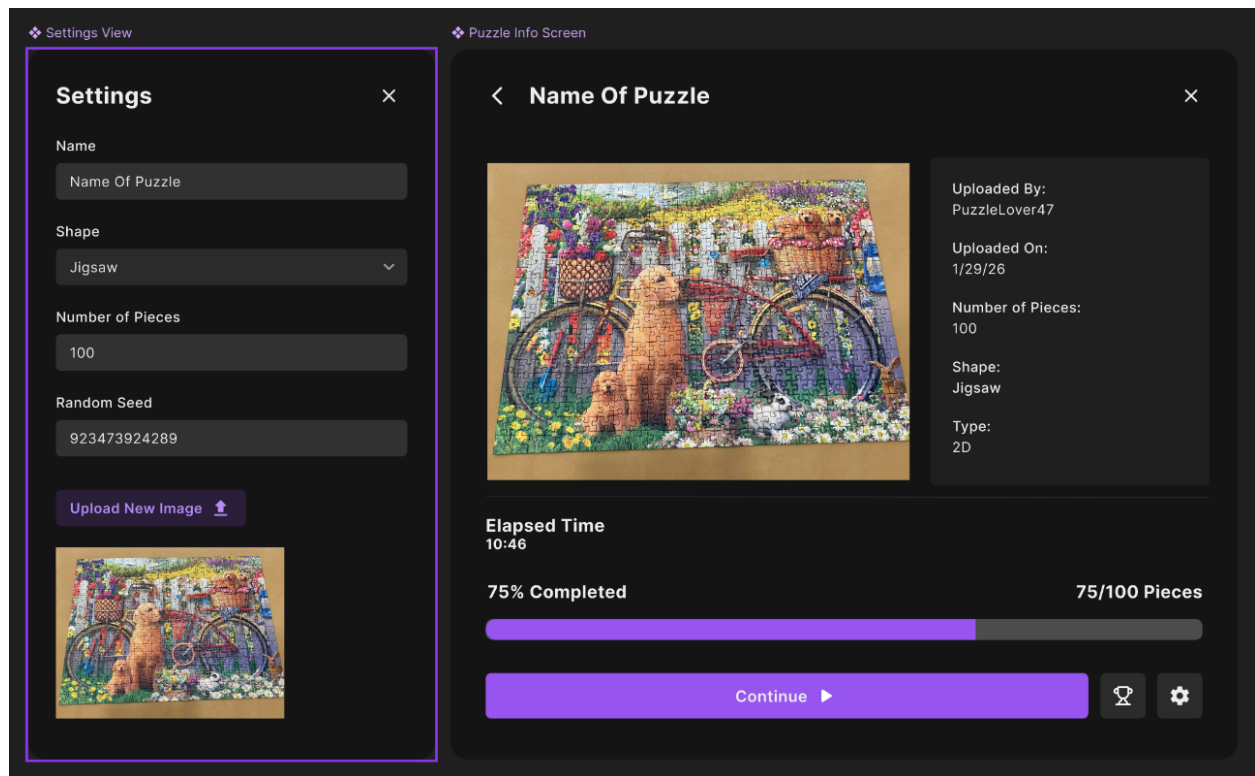 Settings View
Settings
Name
Name Of Puzzle
Shape
Jigsaw
Number of Pieces
100
Random Seed
923473924289
Upload New Image
Puzzle Info Screen
Name Of Puzzle
Uploaded By:
PuzzleLover47
Uploaded On:
1/29/26
Number of Pieces:
100
Shape:
Jigsaw
Type:
2D
Elapsed Time
10:46
75% Completed
75/100 Pieces
Continue